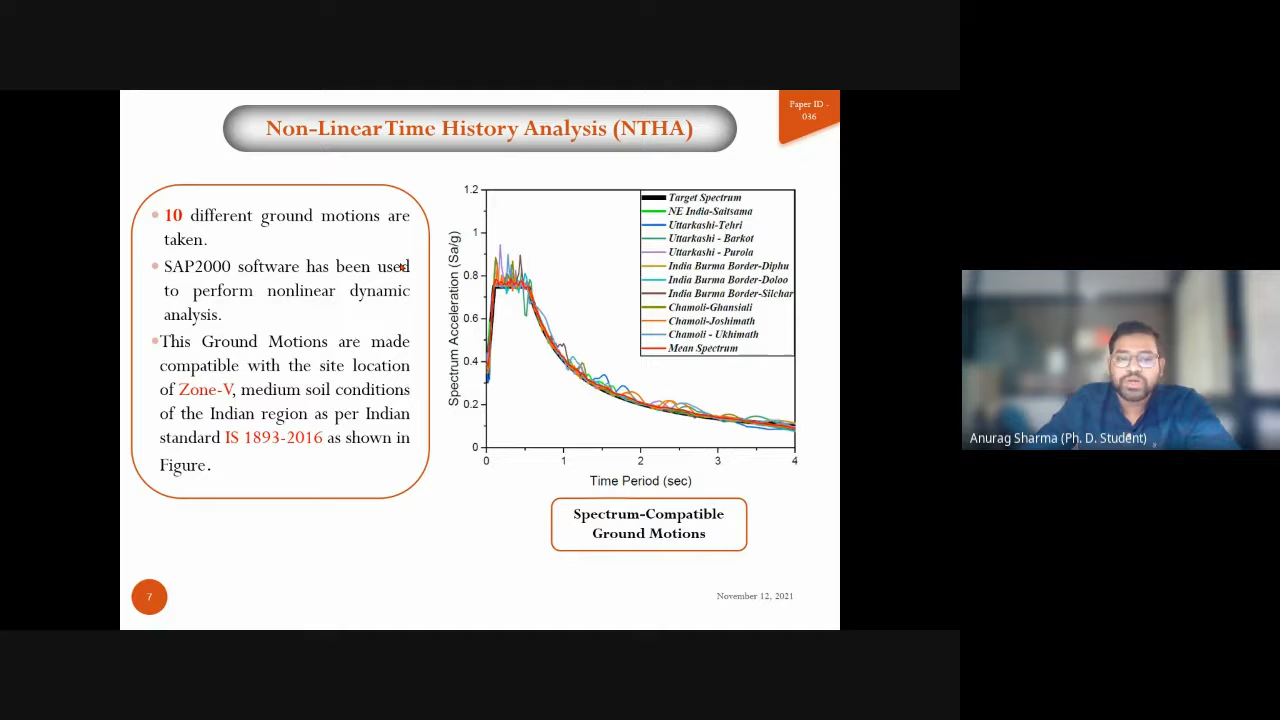 Non-Linear Time History Analysis (NTHA)
Paper ID -
036
10 different ground motions are
taken.
SAP2000 software has been used
to perform nonlinear dynamic
analysis.
This Ground Motions are made
compatible with the site location
of Zone-V, medium soil conditions
of the Indian region as per Indian
standard IS 1893-2016 as shown in
Figure.
Spectrum Acceleration (Sa/g)
1.2
1
0.8
0.6
0.4
0.2
0
0 1 2 3 4
Time Period (sec)
Target Spectrum
NE India-Saitsama
Uttarkashi-Tehri
Uttarkashi - Barkot
Uttarkashi - Purola
India Burma Border-Diphu
India Burma Border-Doloo
India Burma Border-Silchar
Chamoli-Ghansiali
Chamoli-Joshimath
Chamoli - Ukhimath
Mean Spectrum
Spectrum-Compatible
Ground Motions
7
November 12, 2021
Anurag Sharma (Ph. D. Student)